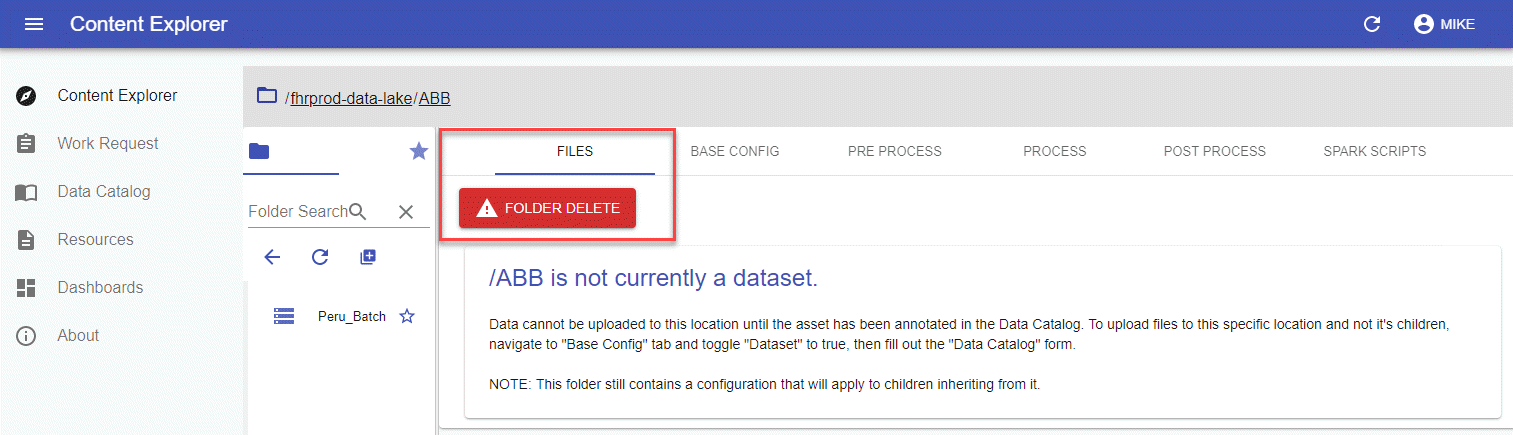 Content Explorer
MIKE
Content Explorer
Work Request
Data Catalog
Resources
Dashboards
About
/fhrprod-data-lake/ABB
Folder Search
Peru_Batch
FILES BASE CONFIG PRE PROCESS PROCESS POST PROCESS SPARK SCRIPTS
FOLDER DELETE
/ABB is not currently a dataset.
Data cannot be uploaded to this location until the asset has been annotated in the Data Catalog. To upload files to this specific location and not it's children,
navigate to "Base Config" tab and toggle "Dataset" to true, then fill out the "Data Catalog" form.
NOTE: This folder still contains a configuration that will apply to children inheriting from it.